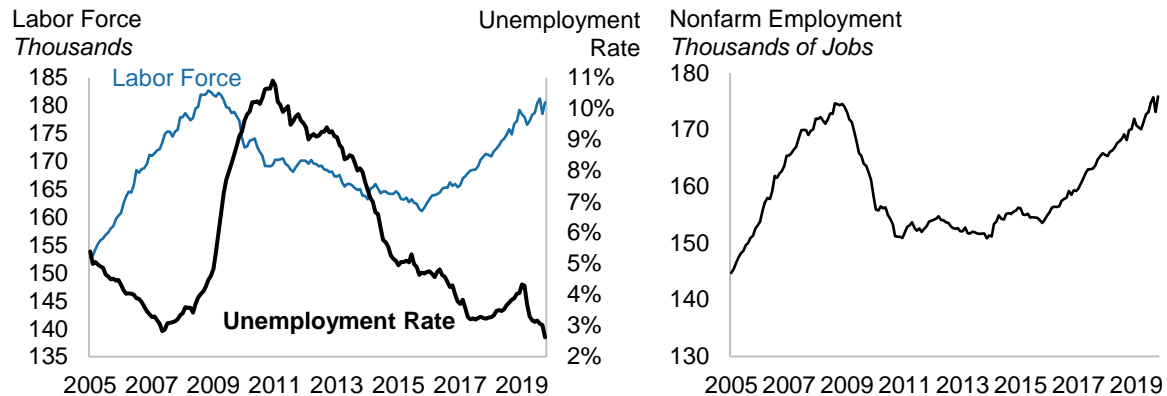 Labor Force
Thousands
Unemployment
Rate
Labor Force
185
180
175
170
165
160
155
150
145
140
135
11%
10%
9%
8%
7%
6%
5%
4%
3%
2%
Unemployment Rate
2005 2007 2009 2011 2013 2015 2017 2019
Nonfarm Employment
Thousands of Jobs
180
170
160
150
140
130
2005 2007 2009 2011 2013 2015 2017 2019